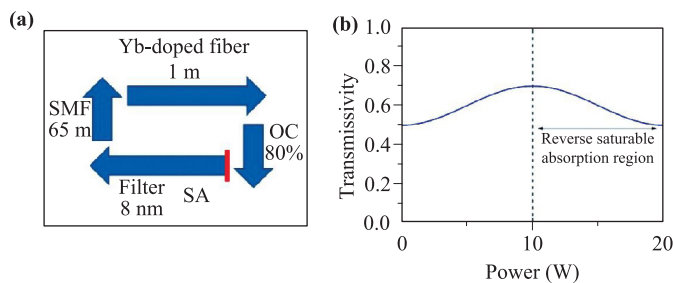 (a)
Yb-doped fiber
1 m
SMF
65 m
OC
80%
Filter
8 nm
SA
(b)
1.0
0.8
0.6
0.4
0.2
0.0
Transmissivity
Reverse saturable
absorption region
0
10
20
Power (W)